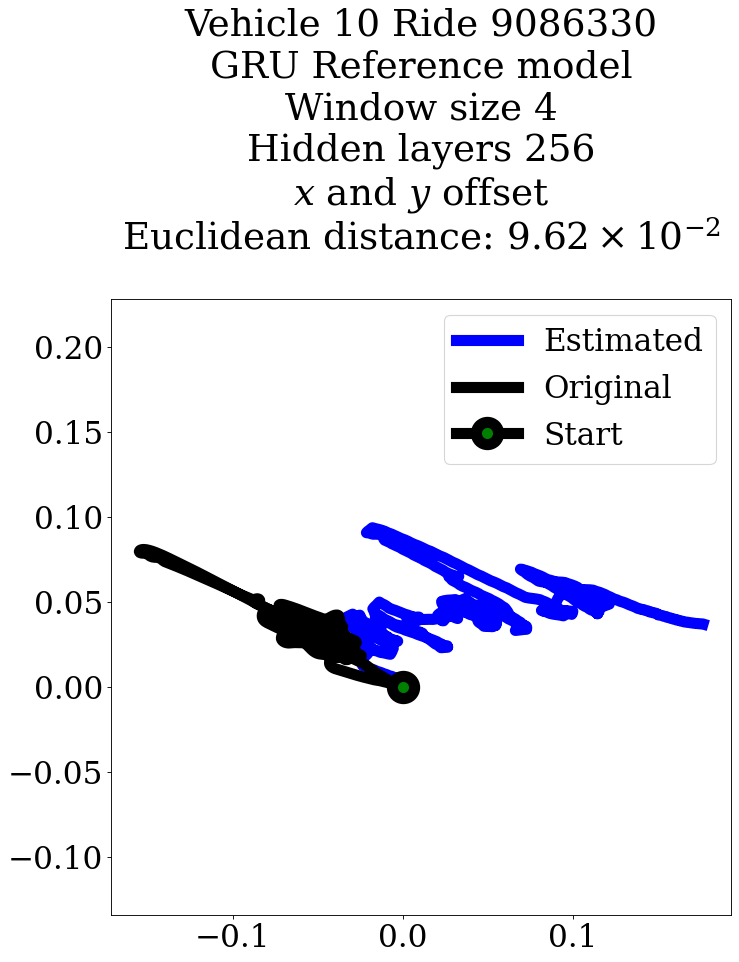 Vehicle 10 Ride 9086330
GRU Reference model
Window size 4
Hidden layers 256
x and y offset
Euclidean distance: 9.62 × 10⁻²
Estimated
Original
Start
0.20
0.15
0.10
0.05
0.00
−0.05
−0.10
−0.1 0.0 0.1